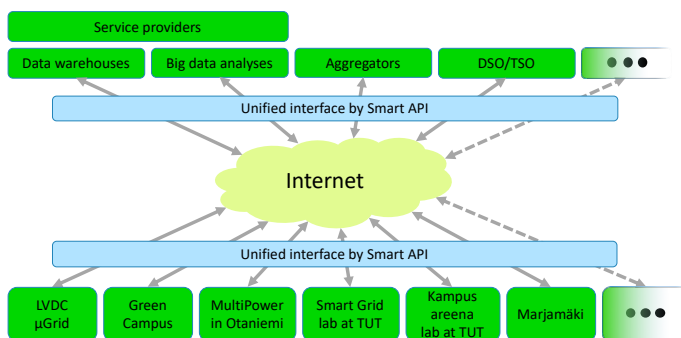 Service providers
Data warehouses
Big data analyses
Aggregators
DSO/TSO
Unified interface by Smart API
Internet
Unified interface by Smart API
LVDC
µGrid
Green
Campus
MultiPower
in Otaniemi
Smart Grid
lab at TUT
Kampus
areena
lab at TUT
Marjamäki